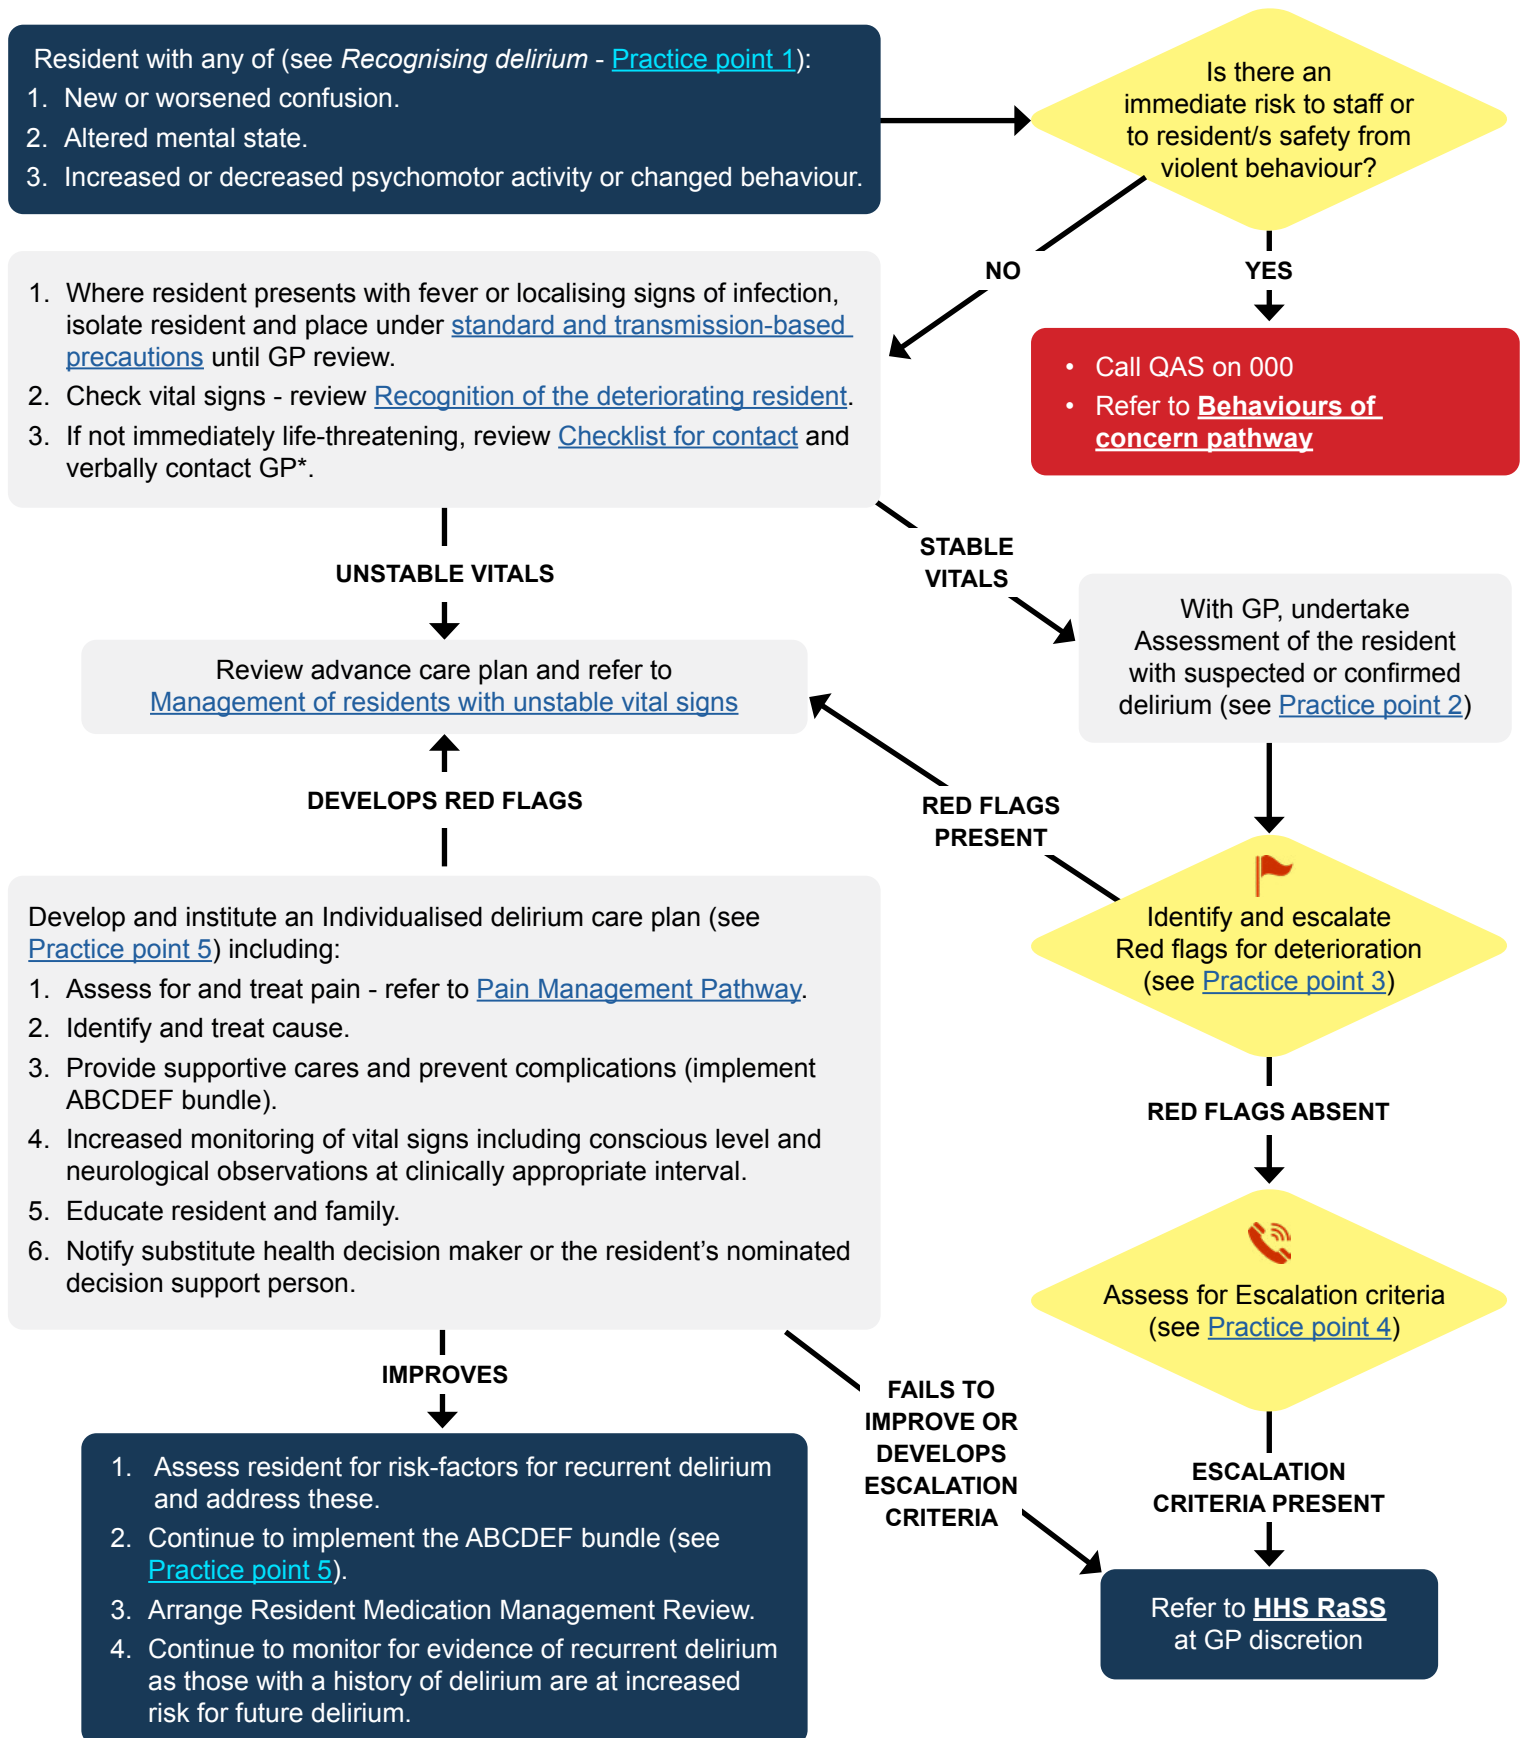 Resident with any of (see Recognising delirium - Practice point 1):
1. New or worsened confusion.
2. Altered mental state.
3. Increased or decreased psychomotor activity or changed behaviour.
Is there an
immediate risk to staff or
to resident/s safety from
violent behaviour?
NO
YES
1. Where resident presents with fever or localising signs of infection,
isolate resident and place under standard and transmission-based
precautions until GP review.
2. Check vital signs - review Recognition of the deteriorating resident.
3. If not immediately life-threatening, review Checklist for contact and
verbally contact GP*.
• Call QAS on 000
• Refer to Behaviours of
concern pathway
UNSTABLE VITALS
STABLE
VITALS
With GP, undertake
Assessment of the resident
with suspected or confirmed
delirium (see Practice point 2)
Review advance care plan and refer to
Management of residents with unstable vital signs
DEVELOPS RED FLAGS
RED FLAGS
PRESENT
Identify and escalate
Red flags for deterioration
(see Practice point 3)
Develop and institute an Individualised delirium care plan (see
Practice point 5) including:
1. Assess for and treat pain - refer to Pain Management Pathway.
2. Identify and treat cause.
3. Provide supportive cares and prevent complications (implement
ABCDEF bundle).
4. Increased monitoring of vital signs including conscious level and
neurological observations at clinically appropriate interval.
5. Educate resident and family.
6. Notify substitute health decision maker or the resident's nominated
decision support person.
RED FLAGS ABSENT
Assess for Escalation criteria
(see Practice point 4)
IMPROVES
FAILS TO
IMPROVE OR
DEVELOPS
ESCALATION
CRITERIA
ESCALATION
CRITERIA PRESENT
1. Assess resident for risk-factors for recurrent delirium
and address these.
2. Continue to implement the ABCDEF bundle (see
Practice point 5).
3. Arrange Resident Medication Management Review.
4. Continue to monitor for evidence of recurrent delirium
as those with a history of delirium are at increased
risk for future delirium.
Refer to HHS RaSS
at GP discretion